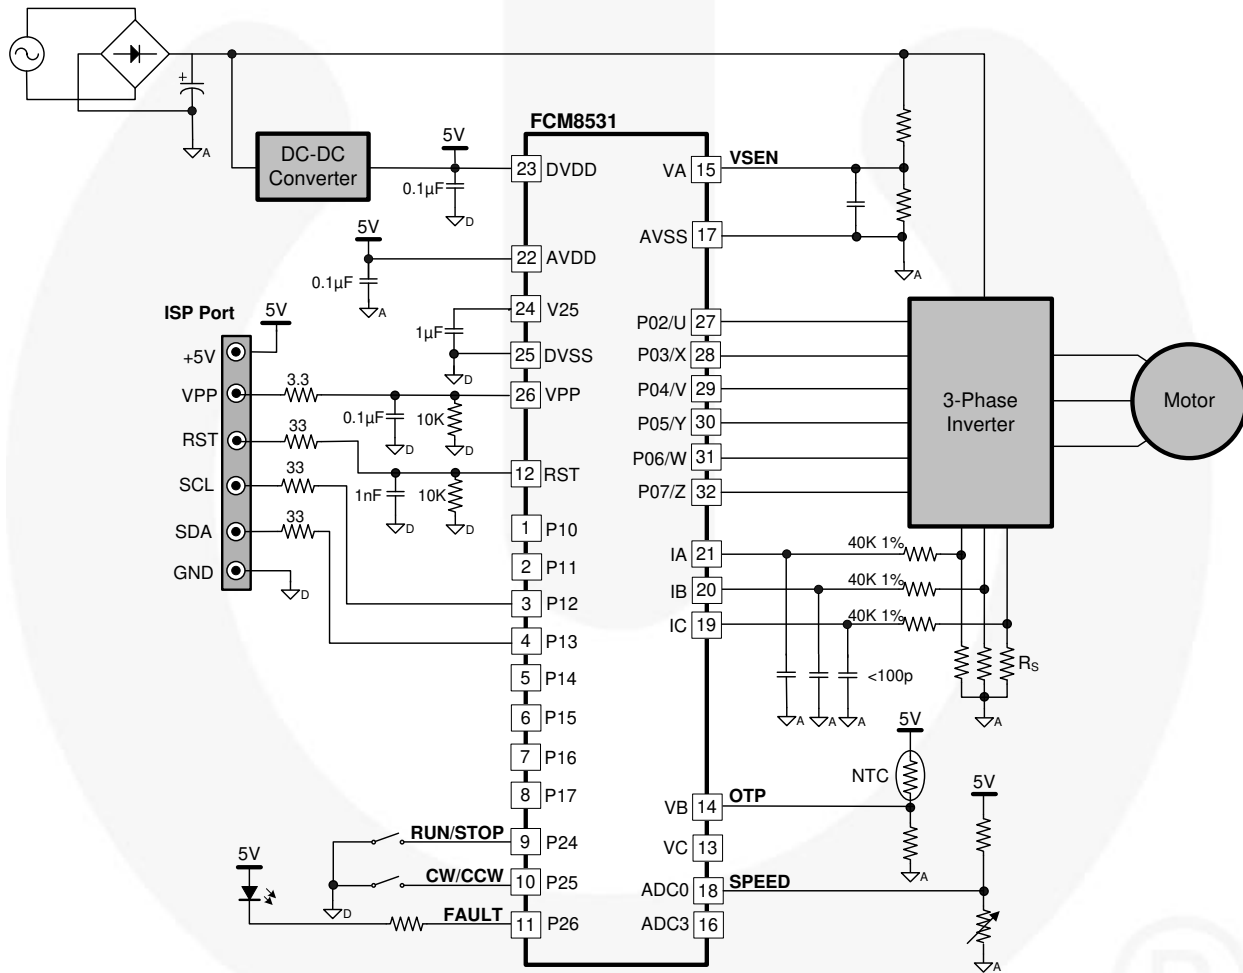 FCM8531
5V
DC-DC
Converter
0.1µF
D
A
23 DVDD
VA 15 VSEN
5V
AVSS 17
22 AVDD
0.1µF
A
A
ISP Port
5V
24 V25
1µF
25 DVSS
D
P02/U 27
P03/X 28
P04/V 29
P05/Y 30
P06/W 31
P07/Z 32
3-Phase
Inverter
Motor
+5V
VPP
3.3
26 VPP
0.1µF
10K
D
D
RST
33
12 RST
SCL
33
1nF
10K
D
D
SDA
33
GND
D
1 P10
2 P11
3 P12
4 P13
5 P14
6 P15
7 P16
8 P17
IA 21
40K 1%
IB 20
40K 1%
IC 19
40K 1%
<100p
RS
A
A
A
A
5V
NTC
5V
VB 14 OTP
VC 13
A
RUN/STOP 9 P24
5V
CW/CCW 10 P25
D
ADC0 18 SPEED
FAULT 11 P26
ADC3 16
A
R